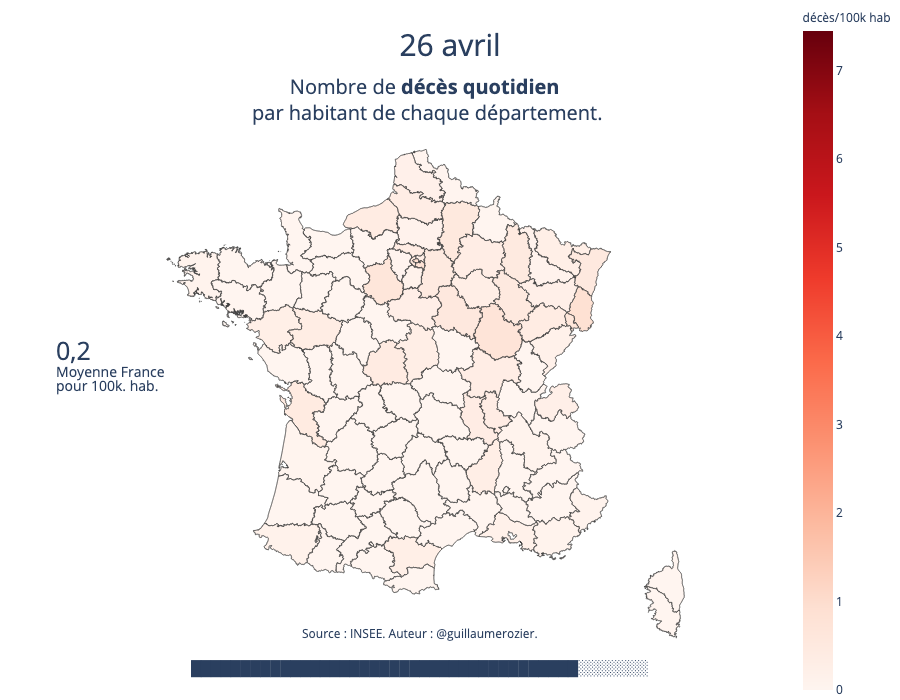 décès/100k hab
26 avril
Nombre de décès quotidien
par habitant de chaque département.
7
6
5
4
3
2
1
0
0,2
Moyenne France
pour 100k. hab.
Source : INSEE. Auteur : @guillaumerozier.